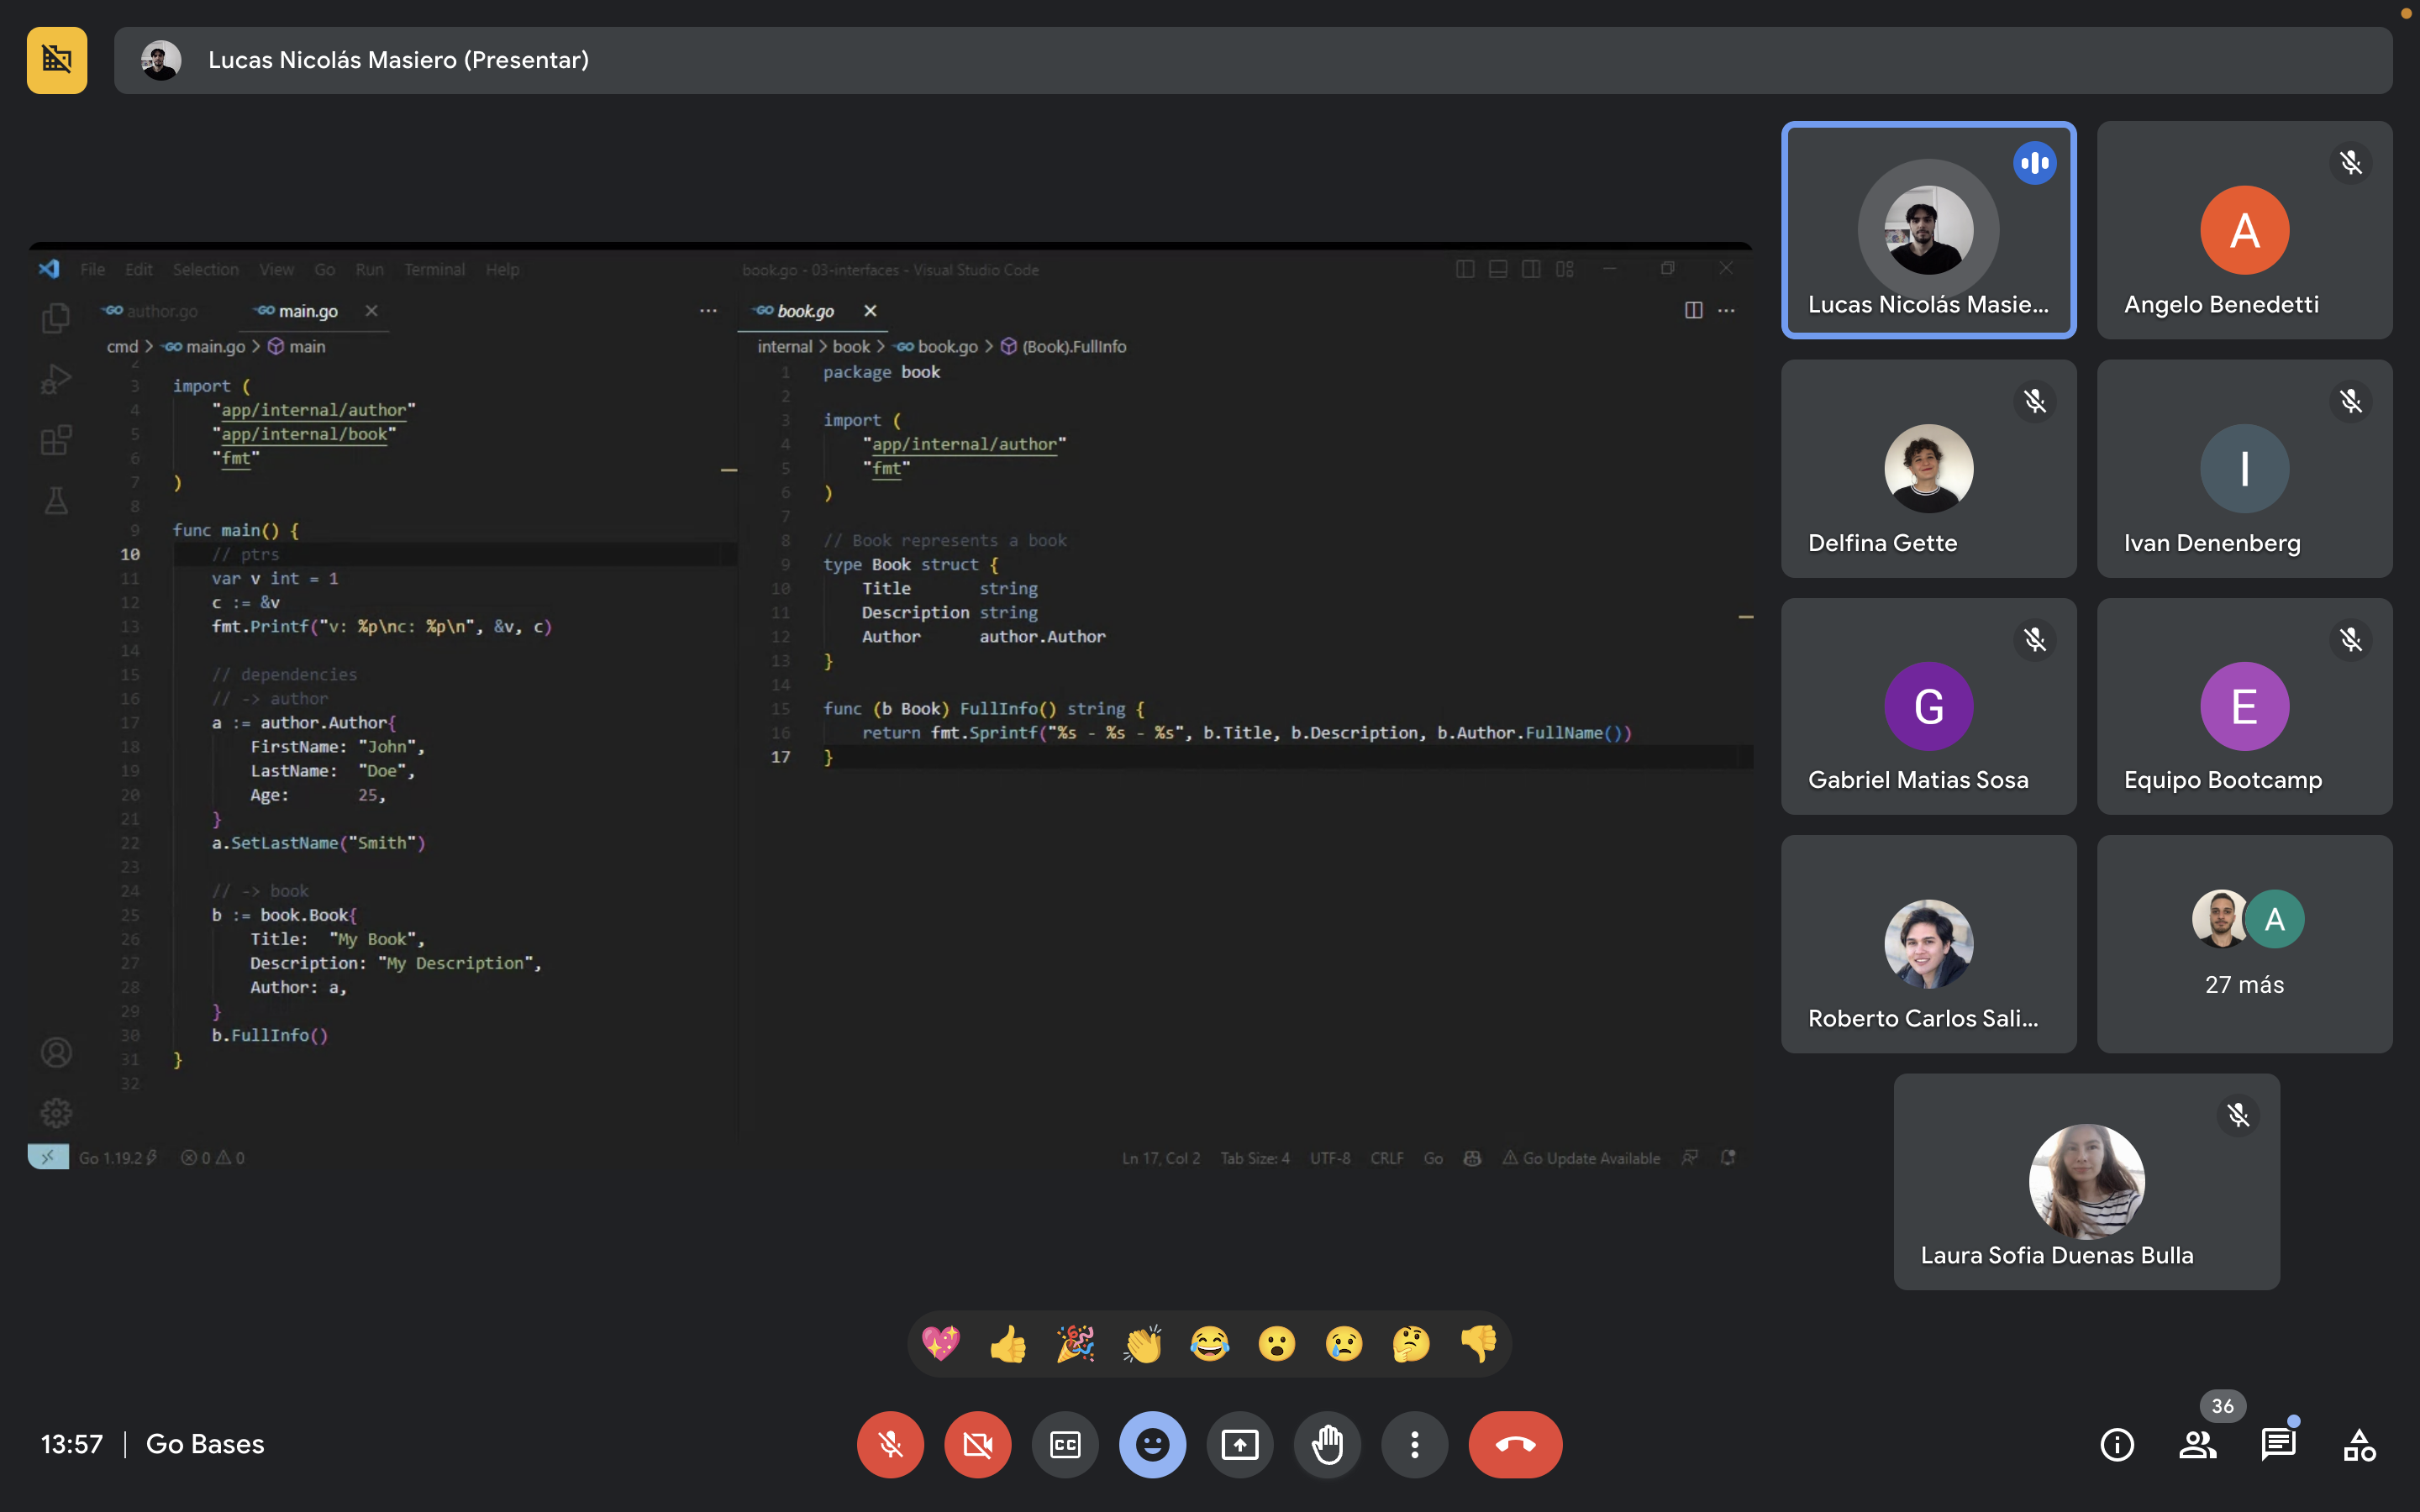 Lucas Nicolás Masiero (Presentar)
File Edit Selection View Go Run Terminal Help
book.go - 03-interfaces - Visual Studio Code
author.go
main.go
cmd > main.go > main
2
3 import (
4 "app/internal/author"
5 "app/internal/book"
6 "fmt"
7 )
8
9 func main() {
10 // ptrs
11 var v int = 1
12 c := &v
13 fmt.Printf("v: %p\nc: %p\n", &v, c)
14
15 // dependencies
16 // -> author
17 a := author.Author{
18 FirstName: "John",
19 LastName: "Doe",
20 Age: 25,
21 }
22 a.SetLastName("Smith")
23
24 // -> book
25 b := book.Book{
26 Title: "My Book",
27 Description: "My Description",
28 Author: a,
29 }
30 b.FullInfo()
31 }
32
book.go
internal > book > book.go > (Book).FullInfo
1 package book
2
3 import (
4 "app/internal/author"
5 "fmt"
6 )
7
8 // Book represents a book
9 type Book struct {
10 Title string
11 Description string
12 Author author.Author
13 }
14
15 func (b Book) FullInfo() string {
16 return fmt.Sprintf("%s - %s - %s", b.Title, b.Description, b.Author.FullName())
17 }
Go 1.19.2 0 0
Ln 17, Col 2 Tab Size: 4 UTF-8 CRLF Go Go Update Available
Lucas Nicolás Masie...
A
Angelo Benedetti
Delfina Gette
I
Ivan Denenberg
G
Gabriel Matias Sosa
E
Equipo Bootcamp
Roberto Carlos Sali...
A
27 más
Laura Sofia Duenas Bulla
13:57 | Go Bases
CC
36